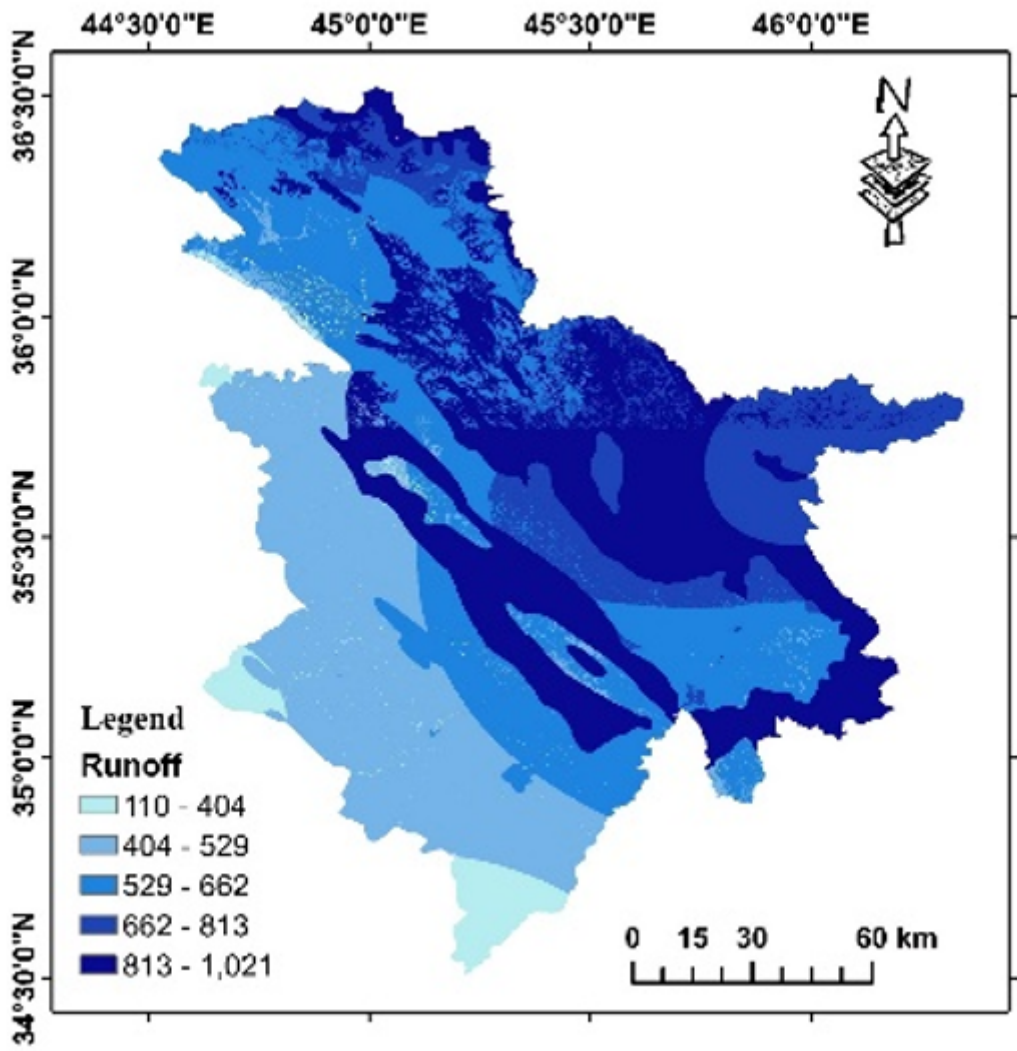 44°30'0"E 45°0'0"E 45°30'0"E 46°0'0"E
36°30'0"N
36°0'0"N
35°30'0"N
35°0'0"N
34°30'0"N
N
Legend
Runoff
110 - 404
404 - 529
529 - 662
662 - 813
813 - 1,021
0 15 30 60 km